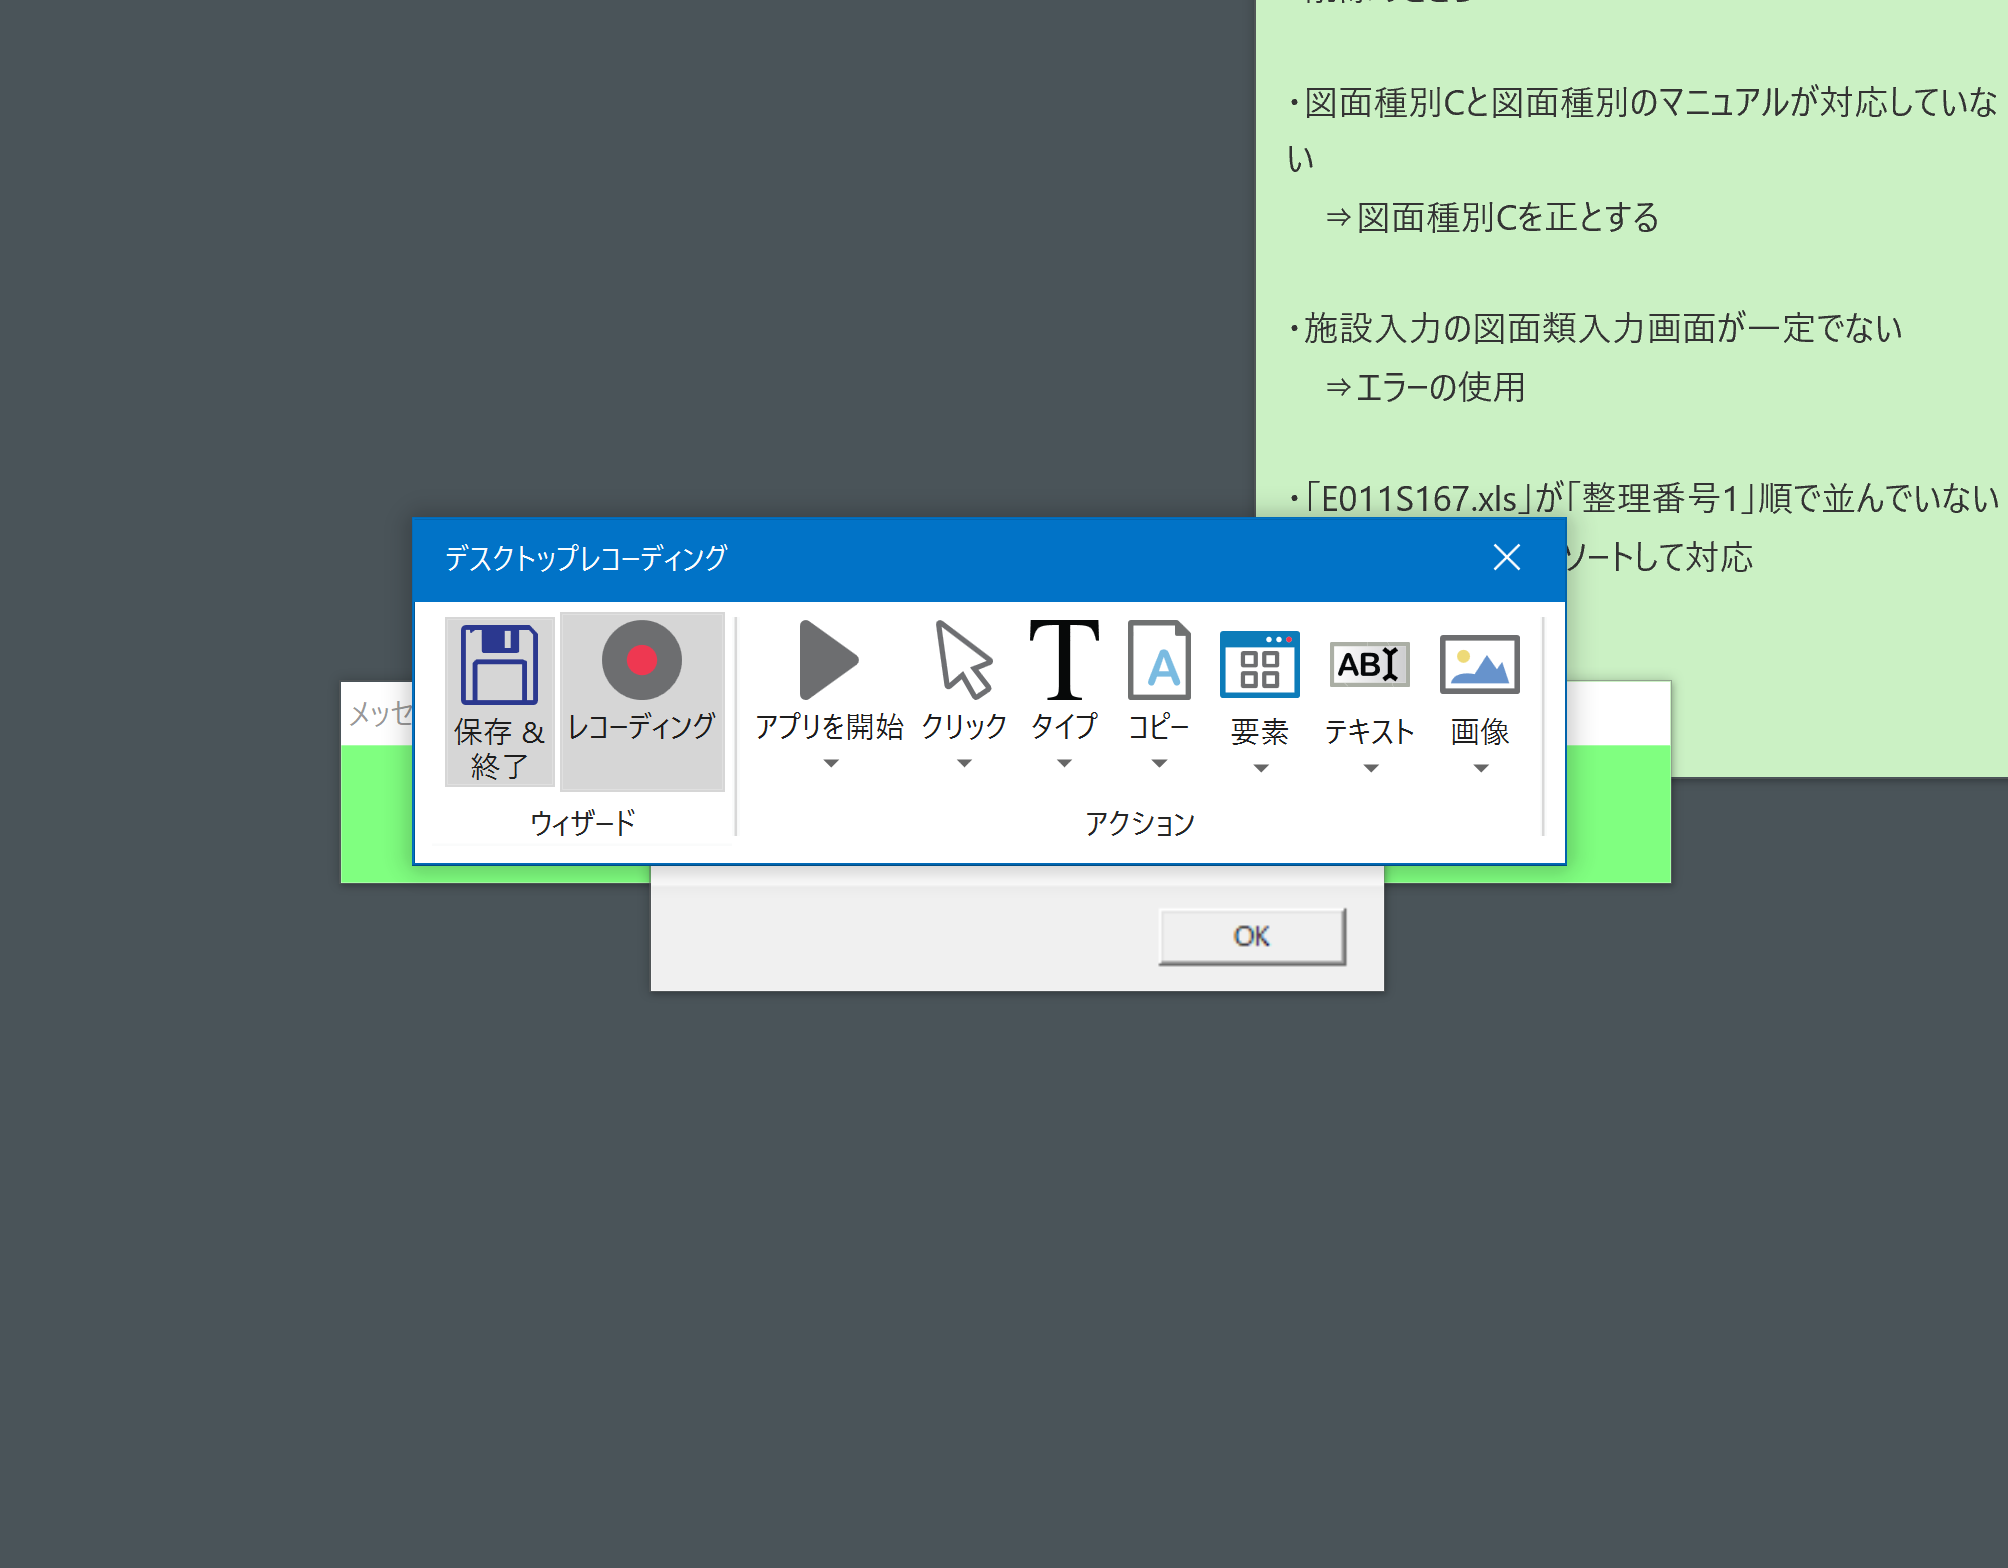 ・図面種別Cと図面種別のマニュアルが対応していな
い
⇒図面種別Cを正とする
・施設入力の図面類入力画面が一定でない
⇒エラーの使用
・「E011S167.xls」が「整理番号1」順で並んでいない
ソートして対応
デスクトップレコーディング
保存 &
終了
レコーディング
アプリを開始
クリック
タイプ
コピー
要素
テキスト
画像
ウィザード
アクション
メッセ
OK